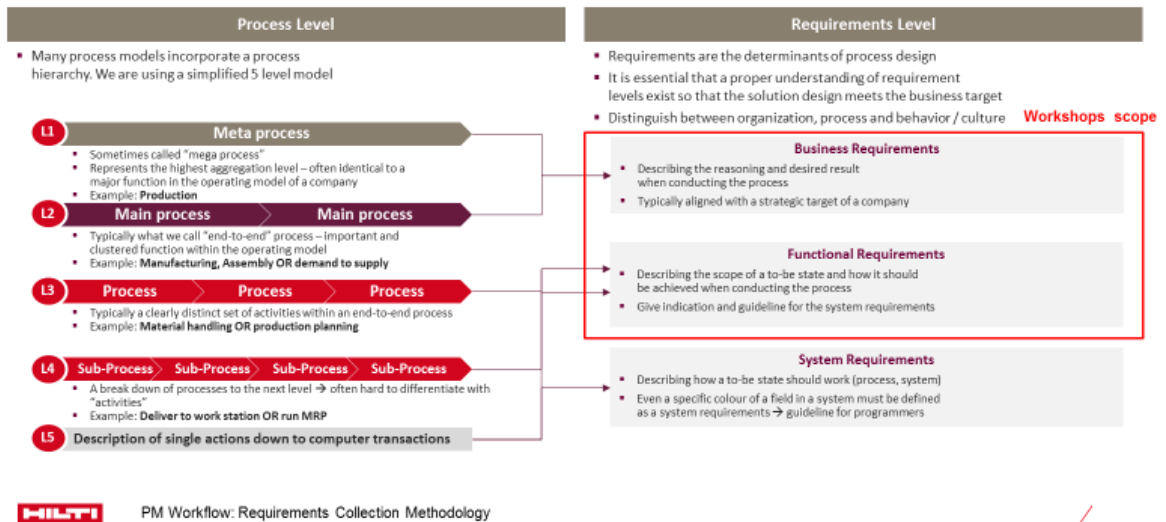 Process Level
Many process models incorporate a process
hierarchy. We are using a simplified 5 level model
L1
Meta process
Sometimes called "mega process"
Represents the highest aggregation level – often identical to a
major function in the operating model of a company
Example: Production
L2
Main process
Main process
Typically what we call "end-to-end" process – important and
clustered function within the operating model
Example: Manufacturing, Assembly OR demand to supply
L3
Process
Process
Process
Typically a clearly distinct set of activities within an end-to-end process
Example: Material handling OR production planning
L4
Sub-Process
Sub-Process
Sub-Process
Sub-Process
A break down of processes to the next level → often hard to differentiate with
"activities"
Example: Deliver to work station OR run MRP
L5
Description of single actions down to computer transactions
Requirements Level
Requirements are the determinants of process design
It is essential that a proper understanding of requirement
levels exist so that the solution design meets the business target
Distinguish between organization, process and behavior / culture
Workshops scope
Business Requirements
Describing the reasoning and desired result
when conducting the process
Typically aligned with a strategic target of a company
Functional Requirements
Describing the scope of a to-be state and how it should
be achieved when conducting the process
Give indication and guideline for the system requirements
System Requirements
Describing how a to-be state should work (process, system)
Even a specific colour of a field in a system must be defined
as a system requirements → guideline for programmers
HILTI
PM Workflow: Requirements Collection Methodology